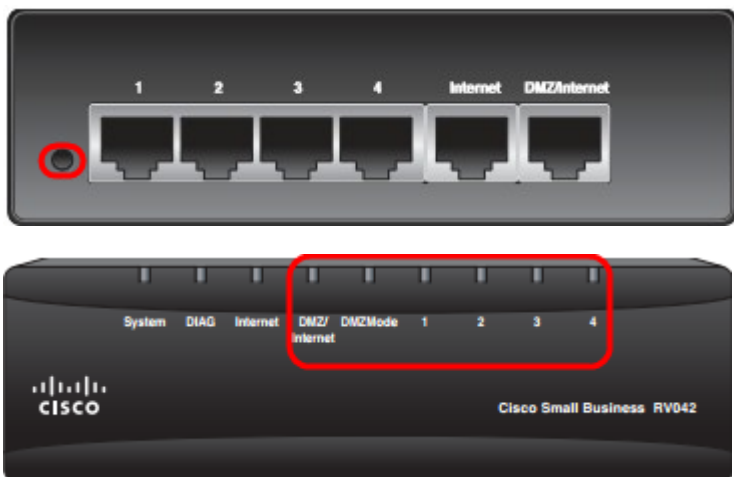 1 2 3 4 Internet DMZ/Internet
System DIAG Internet DMZ/ DMZMode 1 2 3 4
Internet
CISCO
Cisco Small Business RV042